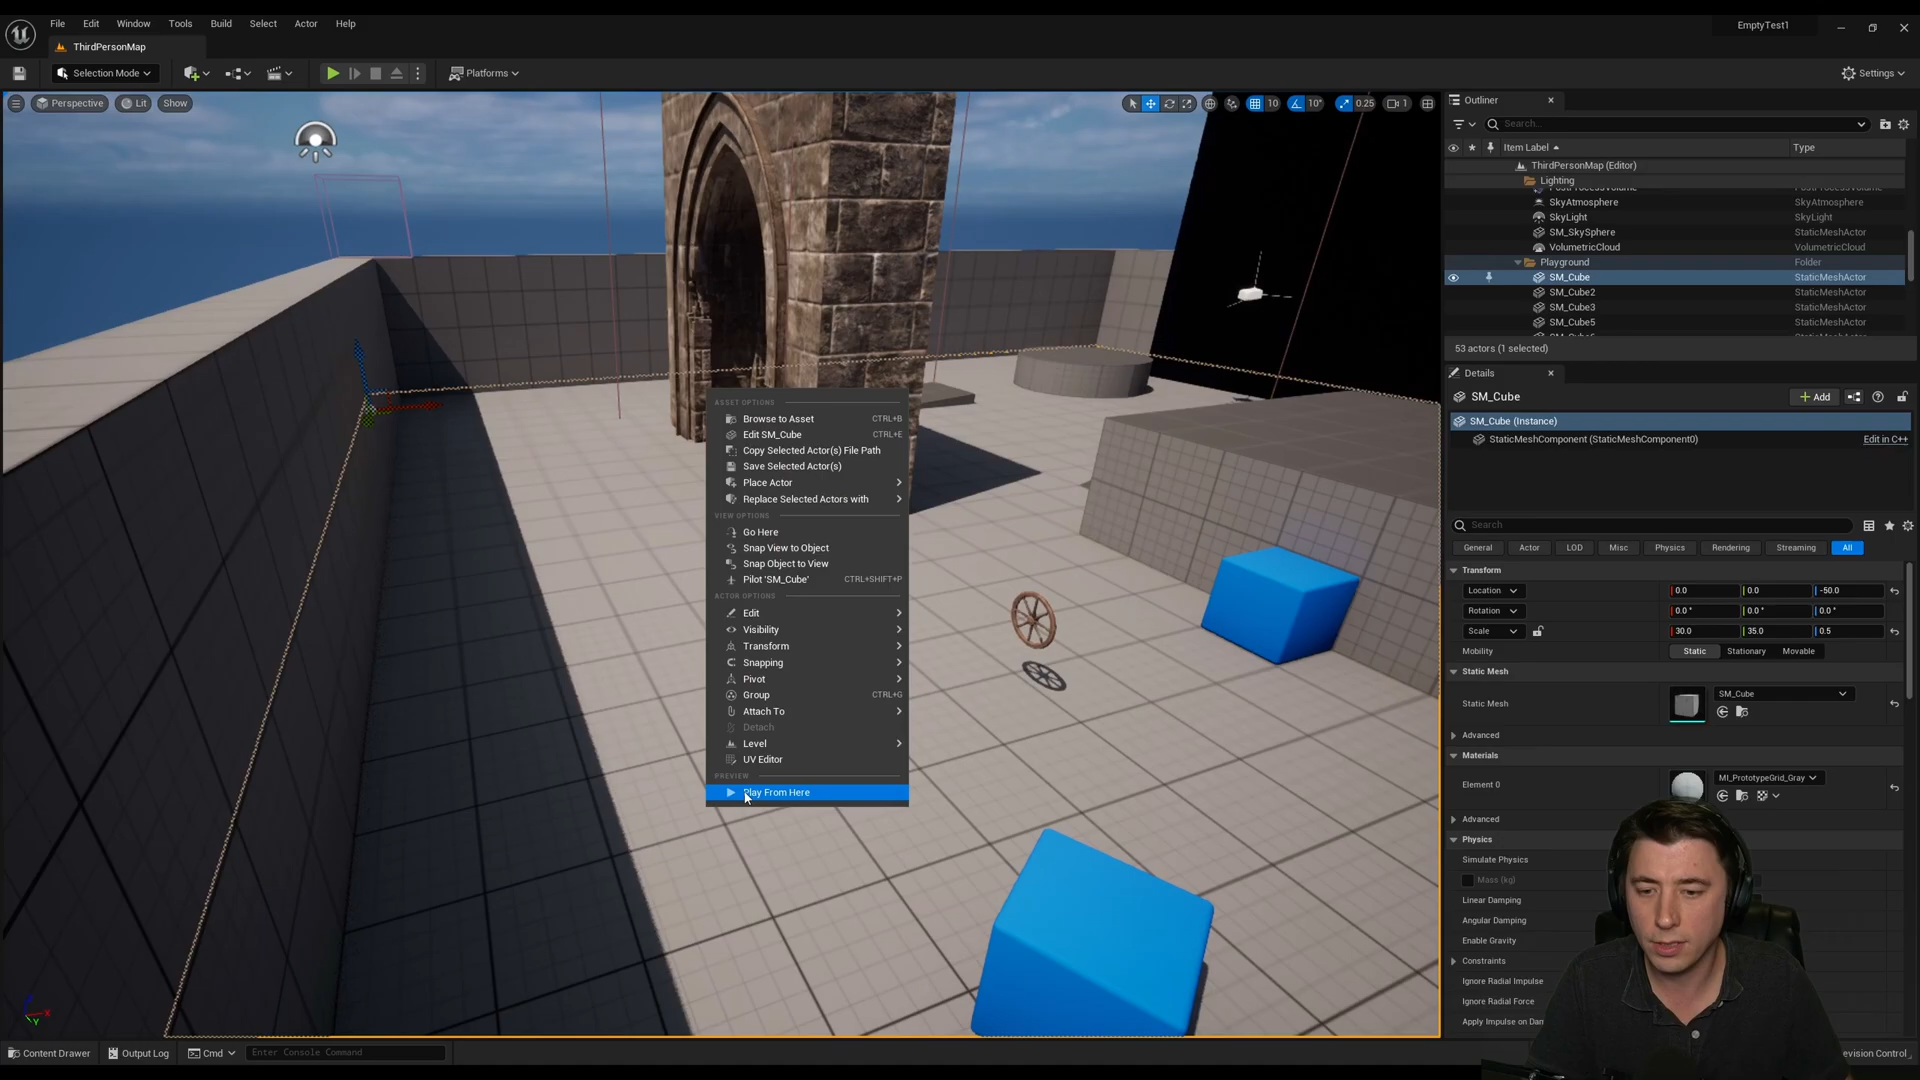 File Edit Window Tools Build Select Actor Help
EmptyTest1
ThirdPersonMap
Selection Mode
Platforms
Settings
Perspective Lit Show
10 10° 0.25 1
Outliner
Search...
Item Label Type
ThirdPersonMap (Editor)
Lighting
SkyAtmosphere SkyAtmosphere
SkyLight SkyLight
SM_SkySphere StaticMeshActor
VolumetricCloud VolumetricCloud
Playground Folder
SM_Cube StaticMeshActor
SM_Cube2 StaticMeshActor
SM_Cube3 StaticMeshActor
SM_Cube5 StaticMeshActor
53 actors (1 selected)
Details
SM_Cube
Add
SM_Cube (Instance)
StaticMeshComponent (StaticMeshComponent0) Edit in C++
Search
General Actor LOD Misc Physics Rendering Streaming All
Transform
Location 0.0 0.0 -50.0
Rotation 0.0° 0.0° 0.0°
Scale 30.0 35.0 0.5
Mobility Static Stationary Movable
Static Mesh
Static Mesh SM_Cube
Advanced
Materials
Element 0 MI_PrototypeGrid_Gray
Advanced
Physics
Simulate Physics
Mass (kg)
Linear Damping
Angular Damping
Enable Gravity
Constraints
Ignore Radial Impulse
Ignore Radial Force
Apply Impulse on Dam
ASSET OPTIONS
Browse to Asset CTRL+B
Edit SM_Cube CTRL+E
Copy Selected Actor(s) File Path
Save Selected Actor(s)
Place Actor
Replace Selected Actors with
VIEW OPTIONS
Go Here
Snap View to Object
Snap Object to View
Pilot 'SM_Cube' CTRL+SHIFT+P
ACTOR OPTIONS
Edit
Visibility
Transform
Snapping
Pivot
Group CTRL+G
Attach To
Detach
Level
UV Editor
PREVIEW
Play From Here
Z X Y
Content Drawer Output Log Cmd Enter Console Command
evision Control